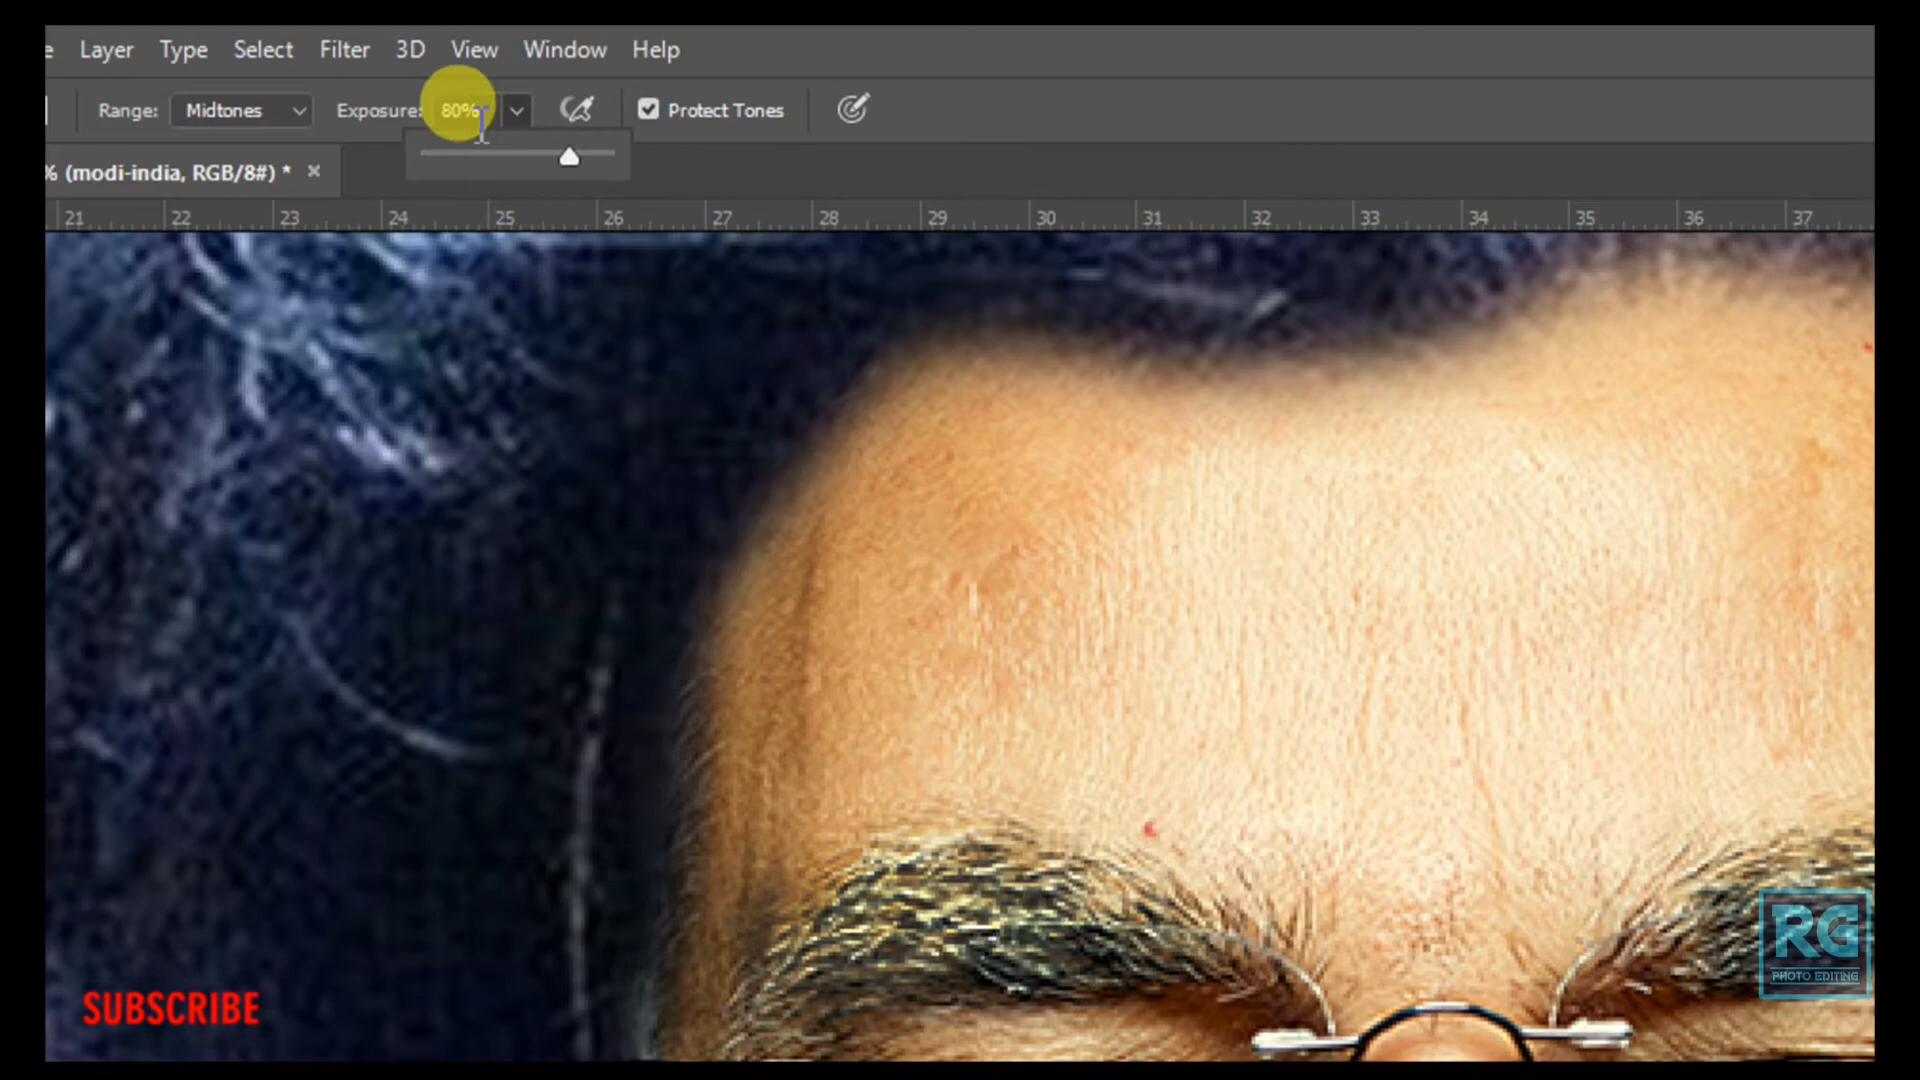 e Layer Type Select Filter 3D View Window Help
Range: Midtones Exposure: 80% Protect Tones
% (modi-india, RGB/8#) * ×
21 22 23 24 25 26 27 28 29 30 31 32 33 34 35 36 37
RG
PHOTO EDITING
SUBSCRIBE